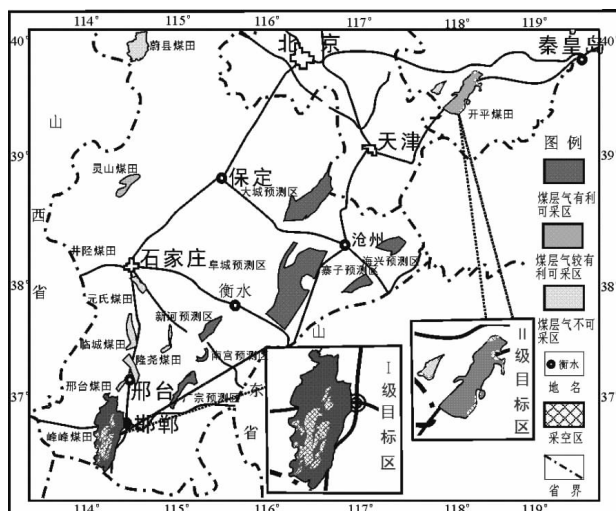 114° 115° 116° 117° 118° 119°
40°
40°
蔚县煤田
北京
秦皇岛
开平煤田
山
天津
图例
39°
39°
灵山煤田
保定
大城预测区
煤层气有利
可采区
西
沧州
井陉煤田
石家庄
阜城预测区
寨子预测区
海兴预测区
煤层气较有
利可采区
省
38°
38°
元氏煤田
衡水
新河预测区
山
煤层气不可
采区
临城煤田
隆尧煤田
南宫预测区
I级目标区
II级目标区
衡水
地名
邢台煤田
邢台
宗预测区
东
37°
37°
采空区
峰峰煤田
邯郸
省
省界
114° 115° 116° 117° 118° 119°